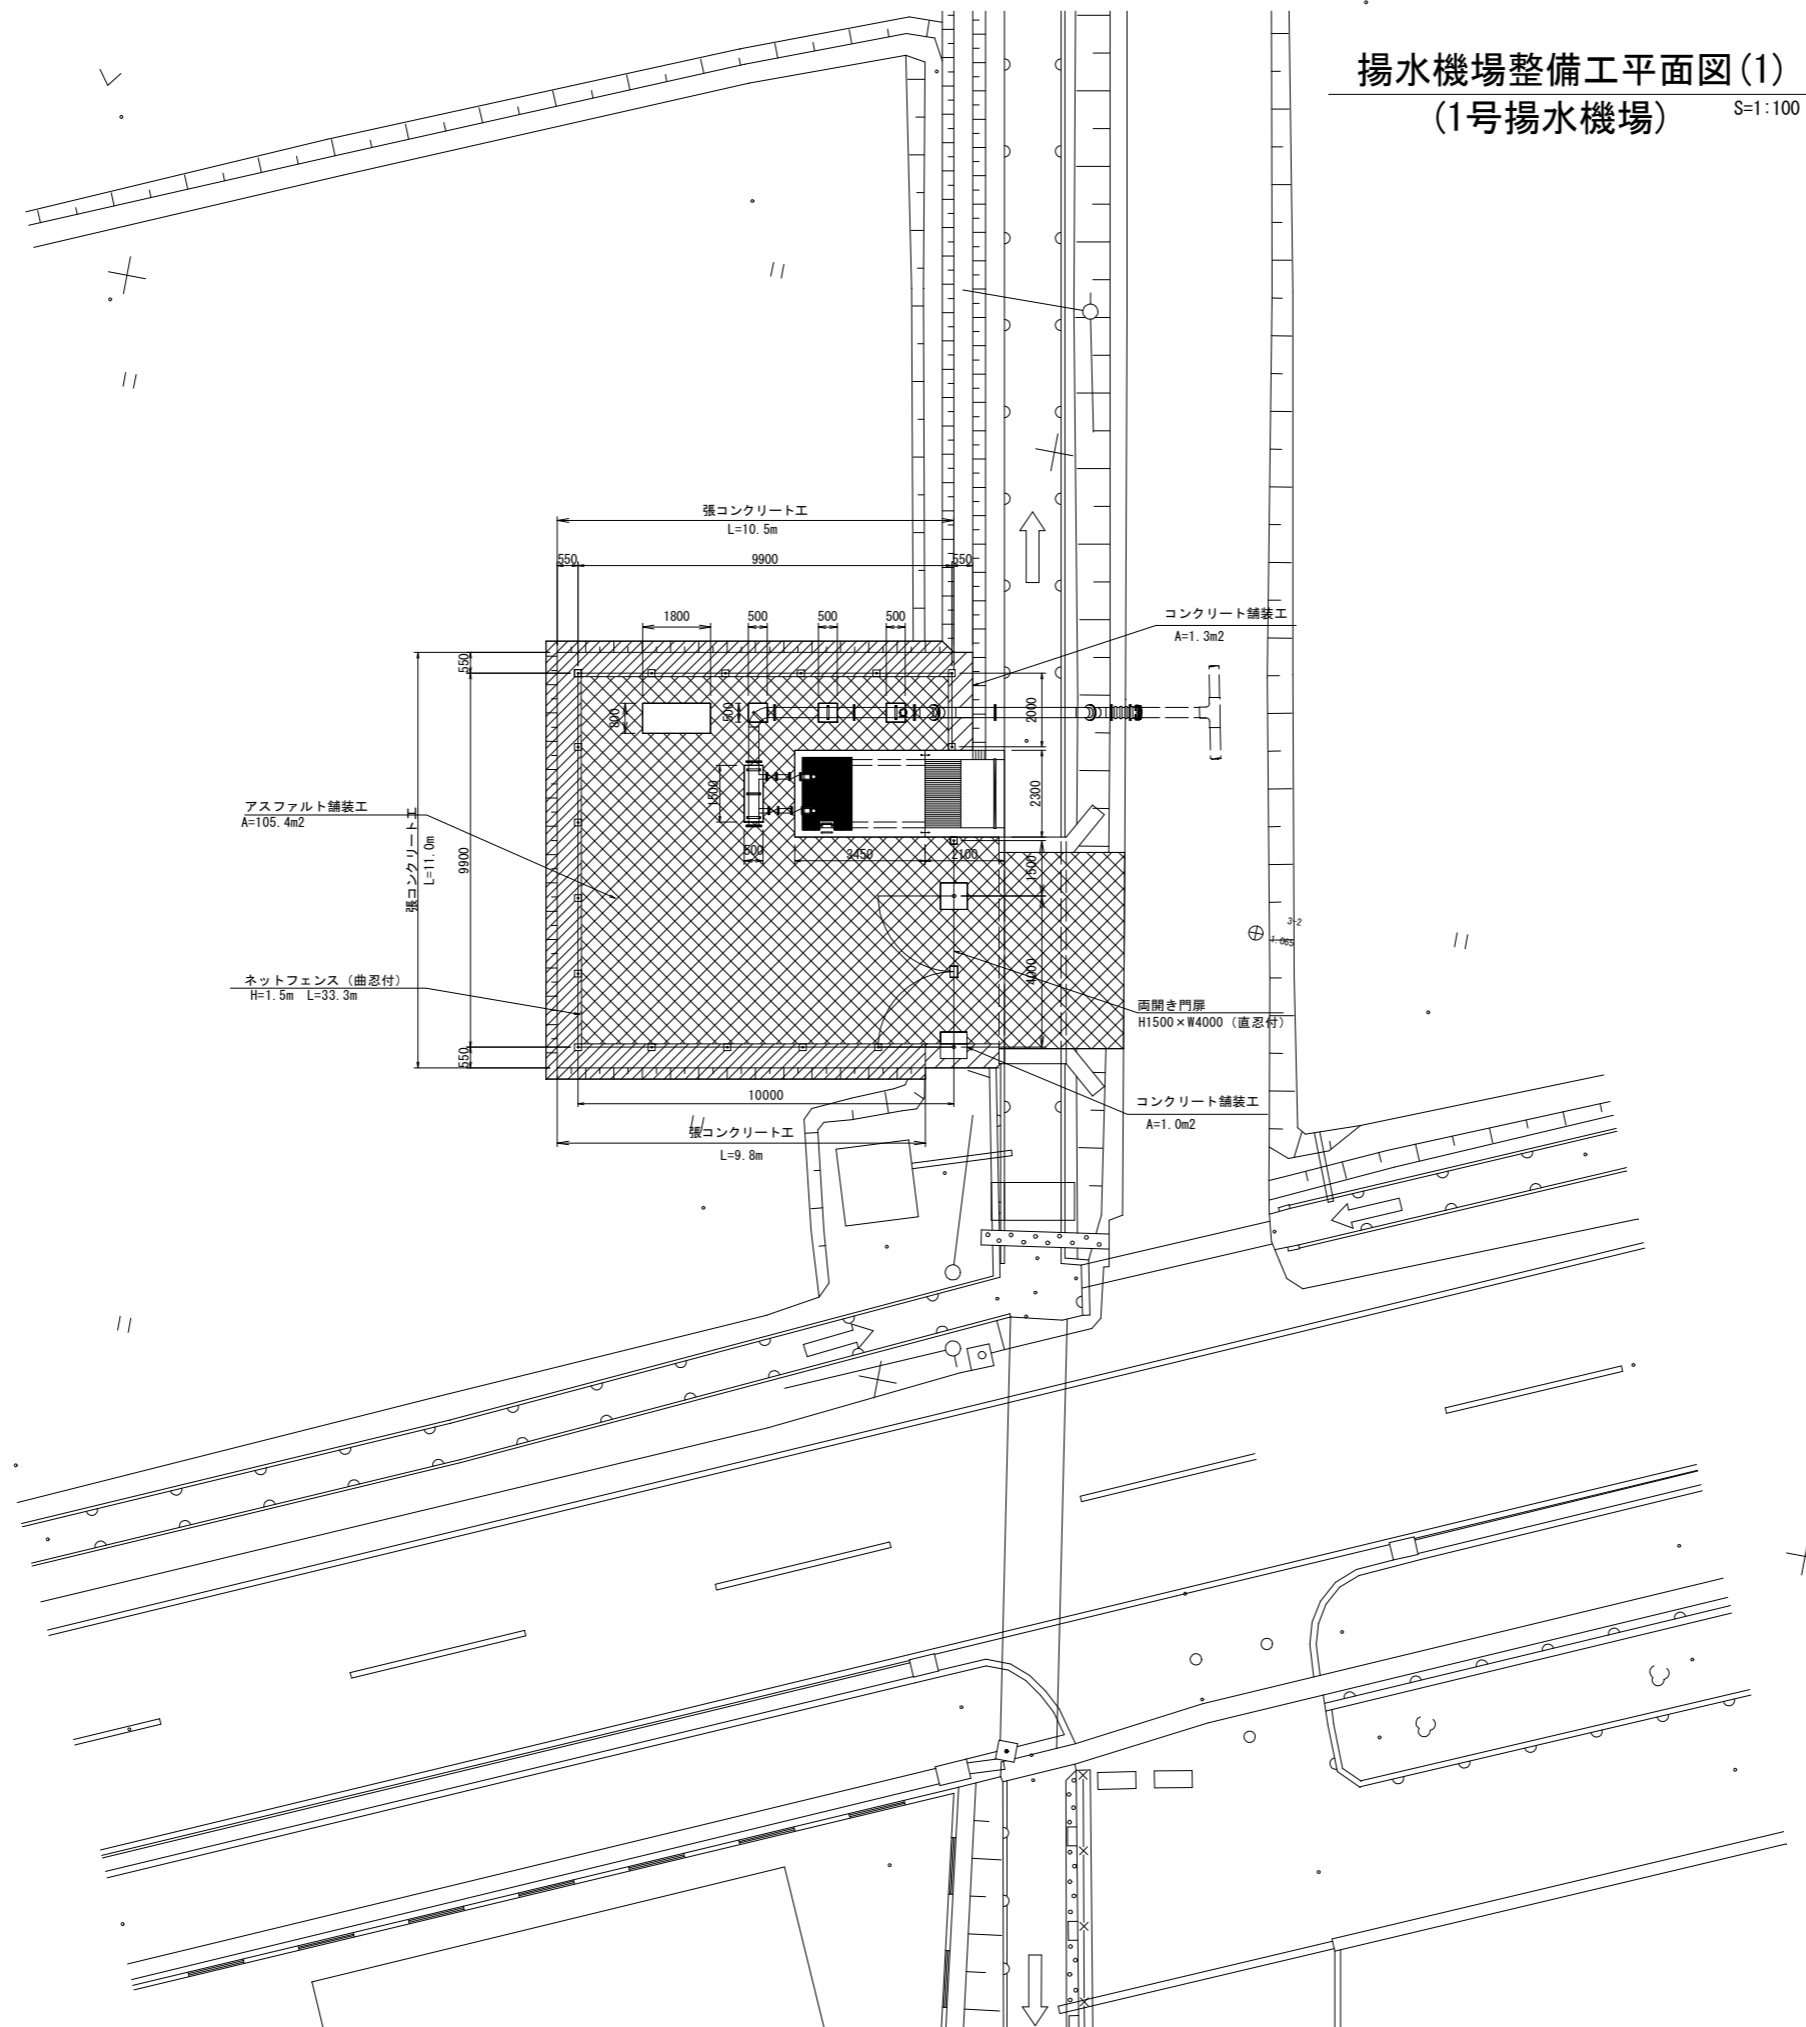 揚水機場整備工平面図(1)
(1号揚水機場)
S=1:100
張コンクリート工
L=10.5m
550
9900
550
1800
500
500
500
コンクリート舗装工
A=1.3m2
550
800
500
2000
1500
2300
アスファルト舗装工
A=105.4m2
張コンクリート工
L=11.0m
9900
500
3450
2100
1500
3-2
1.065
4000
ネットフェンス（曲忍付）
H=1.5m L=33.3m
両開き門扉
H1500×W4000（直忍付）
550
10000
コンクリート舗装工
A=1.0m2
張コンクリート工
L=9.8m